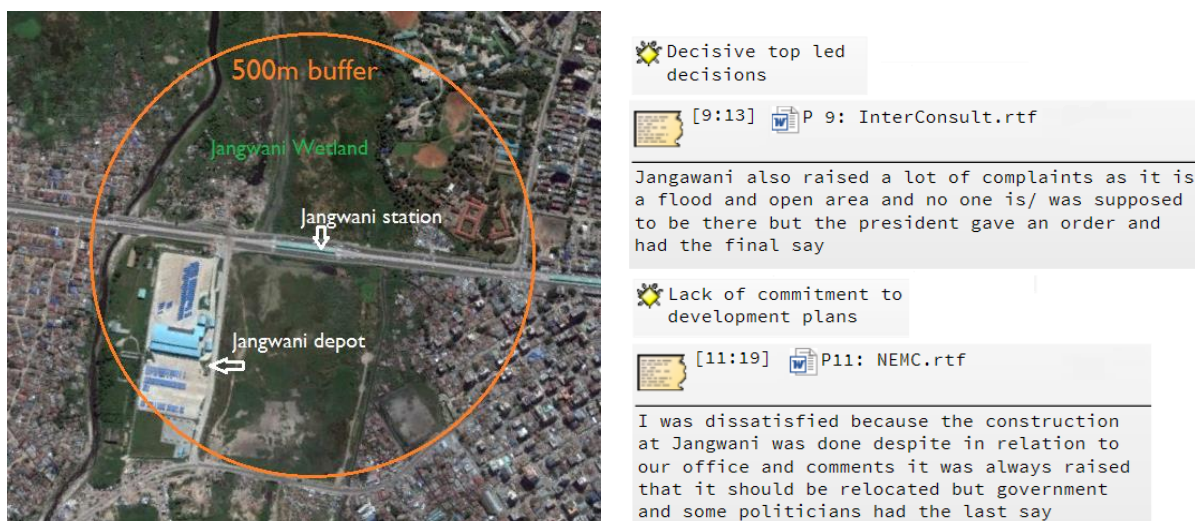 500m buffer
Jangwani Wetland
Jangwani station
Jangwani depot
Decisive top led
decisions
[9:13] P 9: InterConsult.rtf
Jangawani also raised a lot of complaints as it is
a flood and open area and no one is/ was supposed
to be there but the president gave an order and
had the final say
Lack of commitment to
development plans
[11:19] P11: NEMC.rtf
I was dissatisfied because the construction
at Jangwani was done despite in relation to
our office and comments it was always raised
that it should be relocated but government
and some politicians had the last say